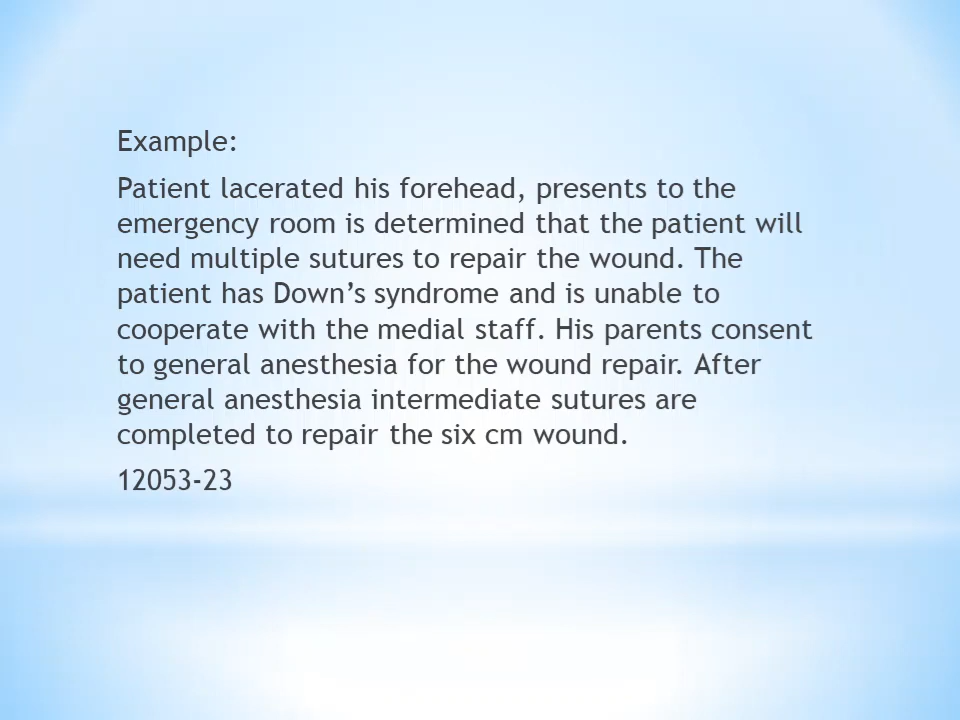 Example:
Patient lacerated his forehead, presents to the
emergency room is determined that the patient will
need multiple sutures to repair the wound. The
patient has Down’s syndrome and is unable to
cooperate with the medial staff. His parents consent
to general anesthesia for the wound repair. After
general anesthesia intermediate sutures are
completed to repair the six cm wound.
12053-23